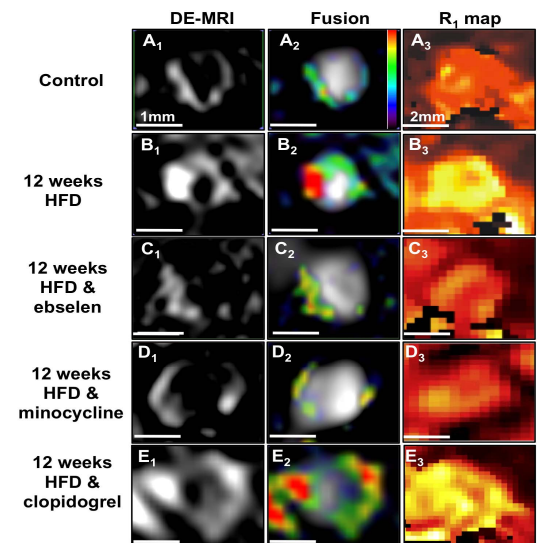 DE-MRI Fusion R₁ map
Control
A₁ A₂ A₃
1mm 2mm
12 weeks
HFD
B₁ B₂ B₃
12 weeks
HFD &
ebselen
C₁ C₂ C₃
12 weeks
HFD &
minocycline
D₁ D₂ D₃
12 weeks
HFD &
clopidogrel
E₁ E₂ E₃